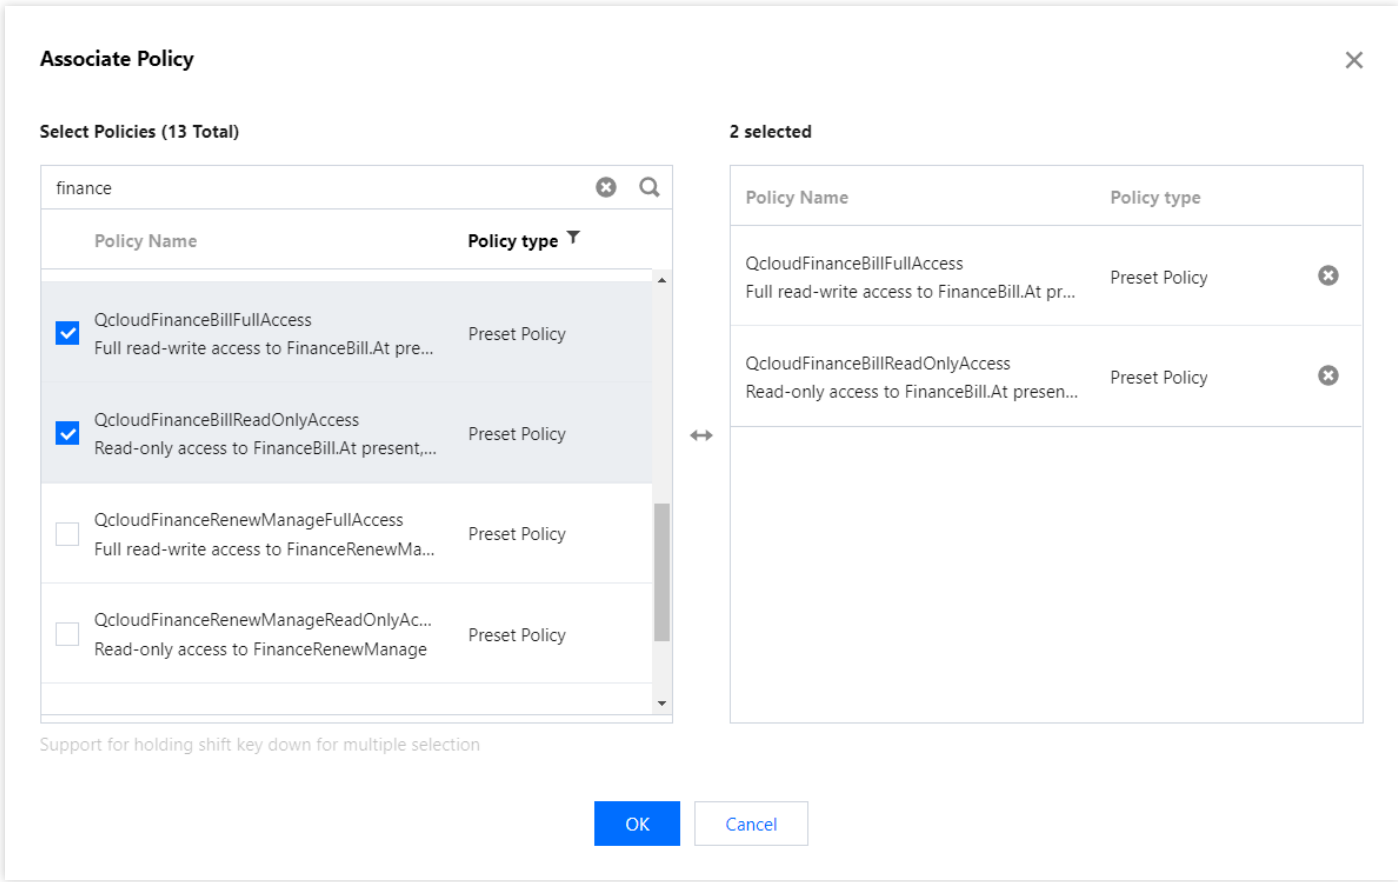 Associate Policy
Select Policies (13 Total)
finance
Policy Name Policy type
QcloudFinanceBillFullAccess
Full read-write access to FinanceBill.At pre...
Preset Policy
QcloudFinanceBillReadOnlyAccess
Read-only access to FinanceBill.At present,...
Preset Policy
QcloudFinanceRenewManageFullAccess
Full read-write access to FinanceRenewMa...
Preset Policy
QcloudFinanceRenewManageReadOnlyAc...
Read-only access to FinanceRenewManage
Preset Policy
Support for holding shift key down for multiple selection
2 selected
Policy Name Policy type
QcloudFinanceBillFullAccess
Full read-write access to FinanceBill.At pr...
Preset Policy
QcloudFinanceBillReadOnlyAccess
Read-only access to FinanceBill.At presen...
Preset Policy
OK Cancel